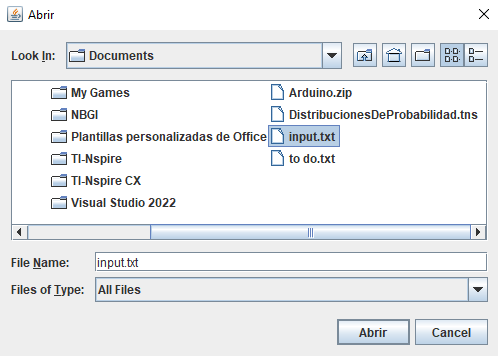 Abrir
Look In: Documents
My Games
NBGI
Plantillas personalizadas de Office
TI-Nspire
TI-Nspire CX
Visual Studio 2022
Arduino.zip
DistribucionesDeProbabilidad.tns
input.txt
to do.txt
File Name: input.txt
Files of Type: All Files
Abrir Cancel